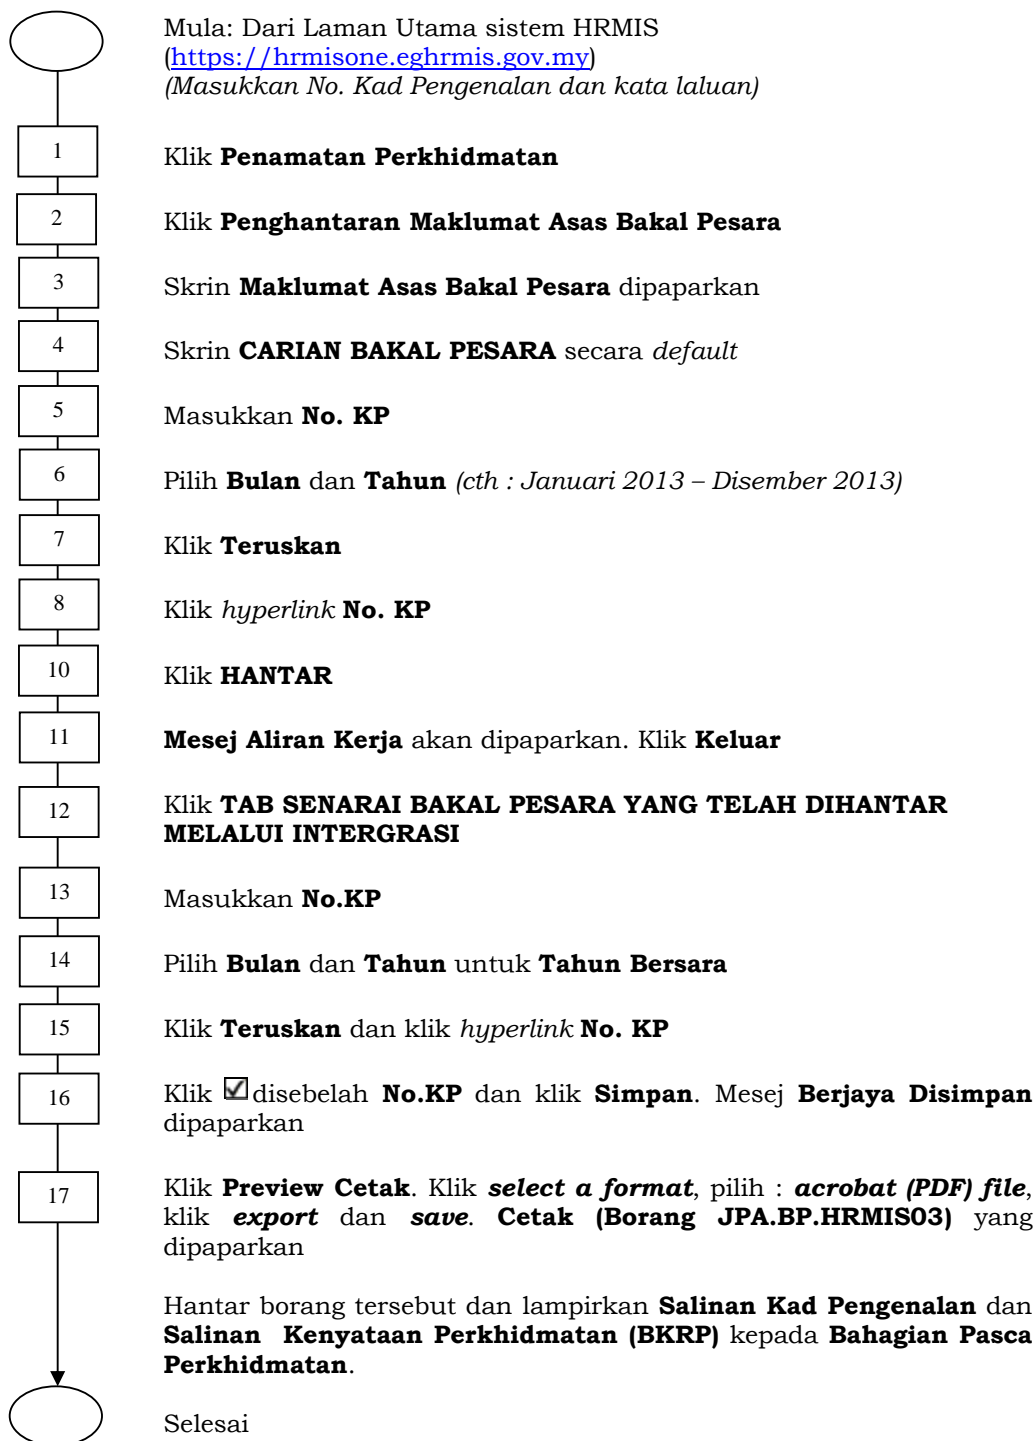 Mula: Dari Laman Utama sistem HRMIS
(https://hrmisone.eghrmis.gov.my)
(Masukkan No. Kad Pengenalan dan kata laluan)
1
Klik Penamatan Perkhidmatan
2
Klik Penghantaran Maklumat Asas Bakal Pesara
3
Skrin Maklumat Asas Bakal Pesara dipaparkan
4
Skrin CARIAN BAKAL PESARA secara default
5
Masukkan No. KP
6
Pilih Bulan dan Tahun (cth : Januari 2013 – Disember 2013)
7
Klik Teruskan
8
Klik hyperlink No. KP
10
Klik HANTAR
11
Mesej Aliran Kerja akan dipaparkan. Klik Keluar
12
Klik TAB SENARAI BAKAL PESARA YANG TELAH DIHANTAR
MELALUI INTERGRASI
13
Masukkan No.KP
14
Pilih Bulan dan Tahun untuk Tahun Bersara
15
Klik Teruskan dan klik hyperlink No. KP
16
Klik ☑ disebelah No.KP dan klik Simpan. Mesej Berjaya Disimpan
dipaparkan
17
Klik Preview Cetak. Klik select a format, pilih : acrobat (PDF) file,
klik export dan save. Cetak (Borang JPA.BP.HRMIS03) yang
dipaparkan
Hantar borang tersebut dan lampirkan Salinan Kad Pengenalan dan
Salinan Kenyataan Perkhidmatan (BKRP) kepada Bahagian Pasca
Perkhidmatan.
Selesai